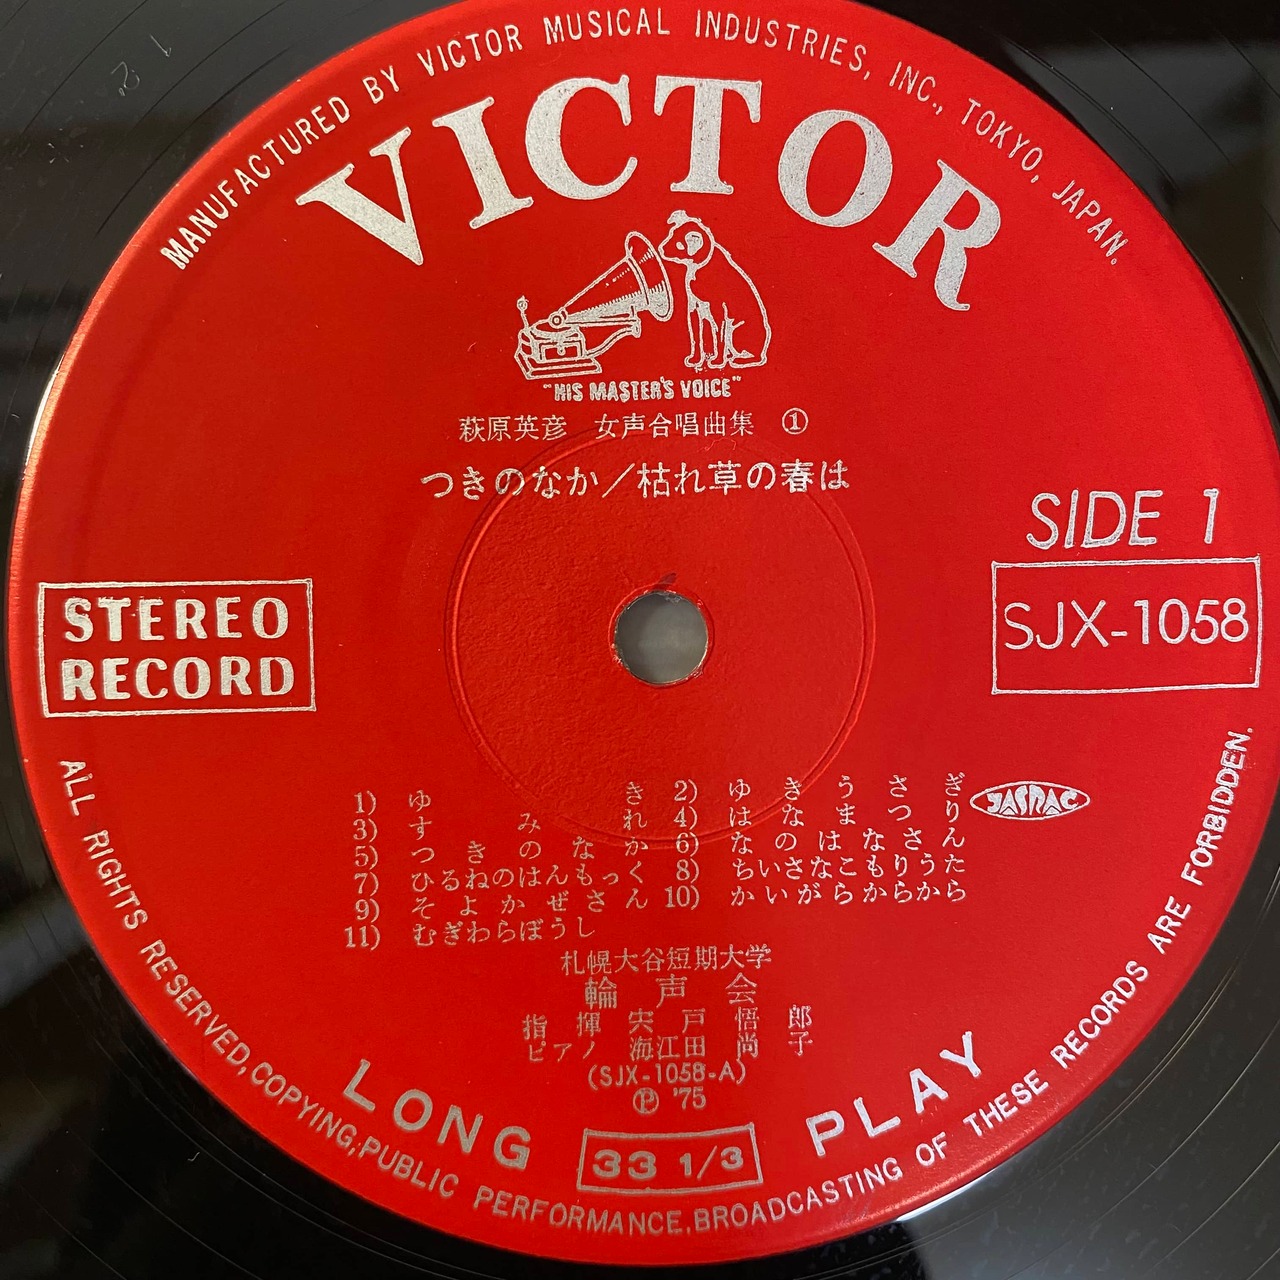 MANUFACTURED BY VICTOR MUSICAL INDUSTRIES, INC., TOKYO, JAPAN.
VICTOR
"HIS MASTER'S VOICE"
萩原英彦 女声合唱曲集 ①
つきのなか／枯れ草の春は
SIDE 1
STEREO
RECORD
SJX-1058
1) ゆき 2) ゆきうさぎ
3) すみれ 4) はなまつり
5) つきのなか 6) なのはなさん
7) ひるねのはんもっく 8) ちいさなこもりうた
9) そよかぜさん 10) かいがらからから
11) むぎわらぼうし
JASRAC
札幌大谷短期大学
輪声会
指揮 宍戸悟郎
ピアノ 海江田尚子
(SJX-1058-A)
Ⓟ '75
LONG PLAY
33 1/3
ALL RIGHTS RESERVED, COPYING, PUBLIC PERFORMANCE, BROADCASTING OF THESE RECORDS ARE FORBIDDEN.